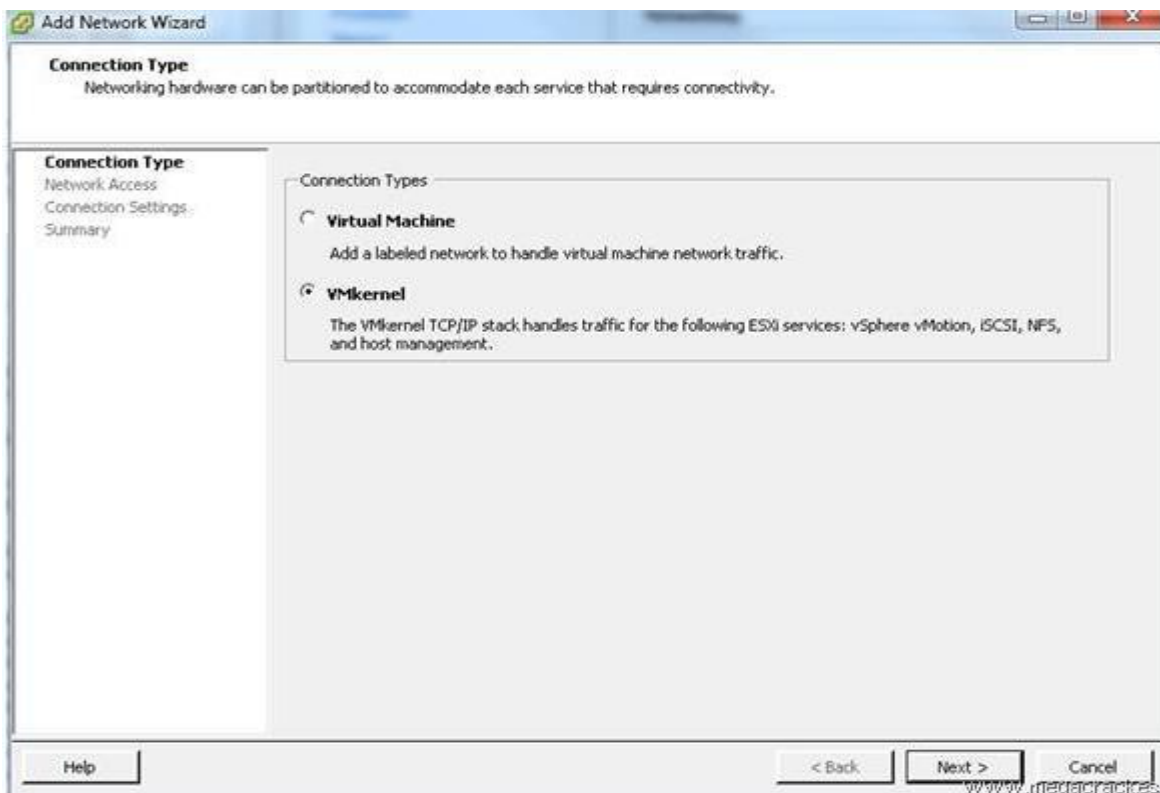 Add Network Wizard
Connection Type
Networking hardware can be partitioned to accommodate each service that requires connectivity.
Connection Type
Network Access
Connection Settings
Summary
Connection Types
Virtual Machine
Add a labeled network to handle virtual machine network traffic.
VMkernel
The VMkernel TCP/IP stack handles traffic for the following ESXi services: vSphere vMotion, iSCSI, NFS,
and host management.
Help
< Back
Next >
Cancel